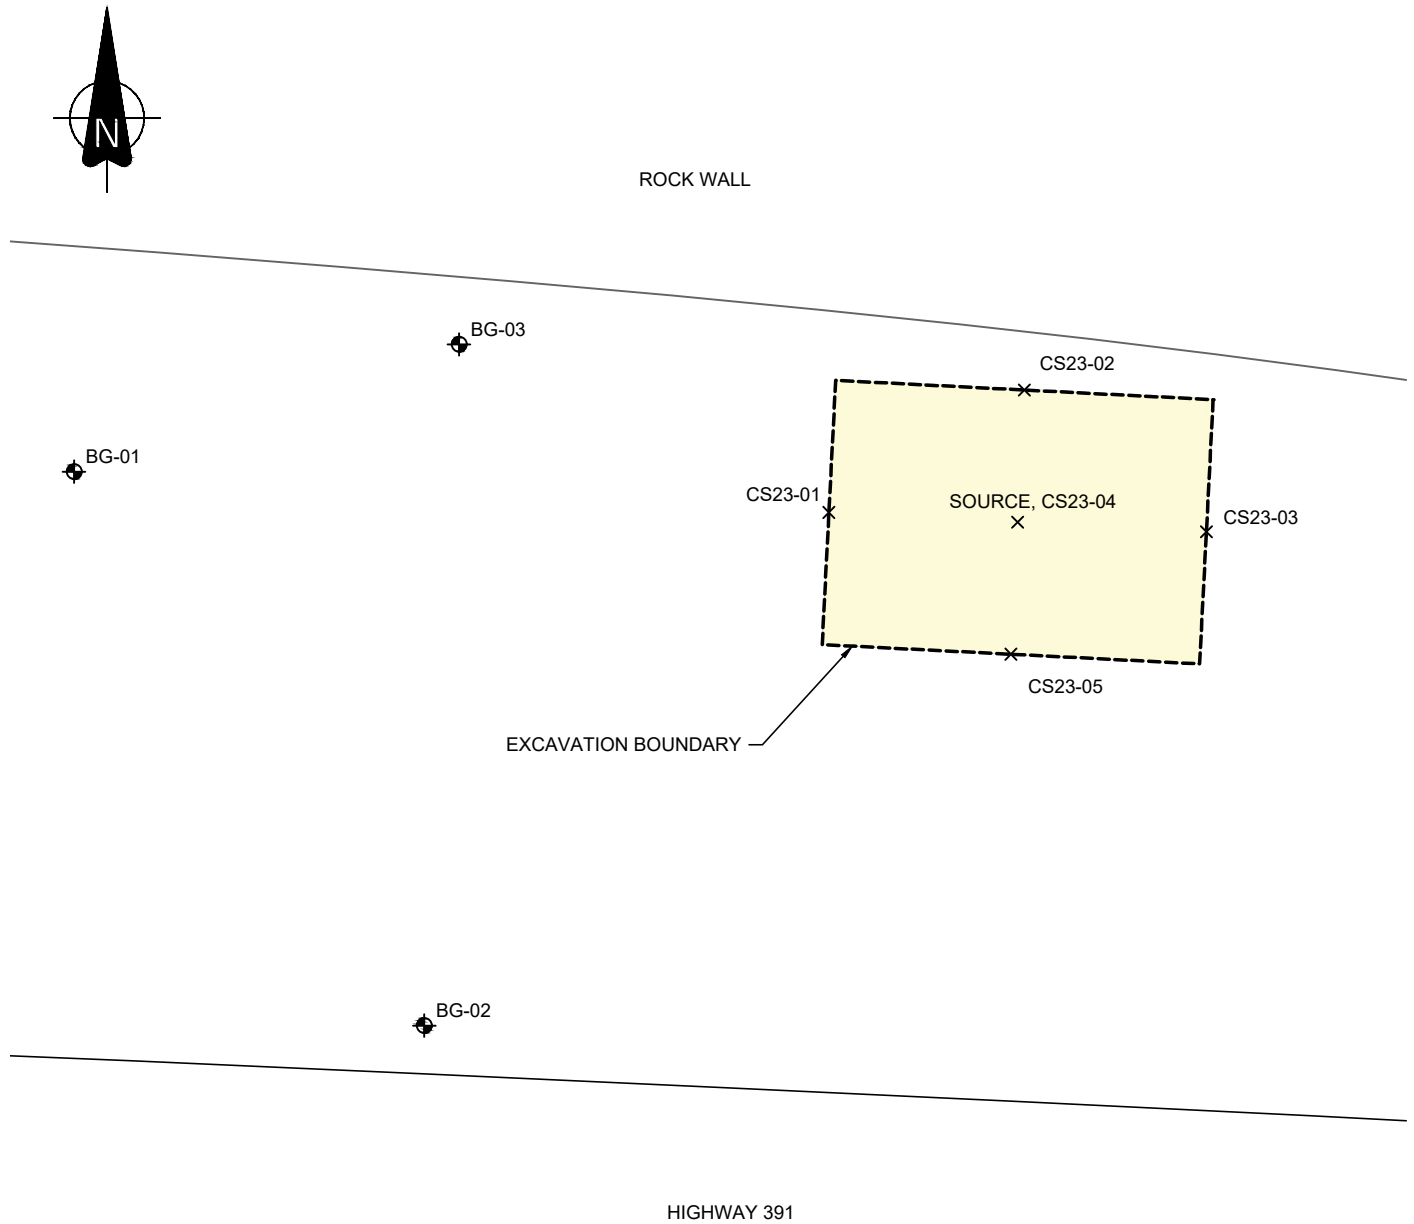 N
ROCK WALL
BG-03
CS23-02
BG-01
CS23-01
SOURCE, CS23-04
CS23-03
CS23-05
EXCAVATION BOUNDARY
BG-02
HIGHWAY 391